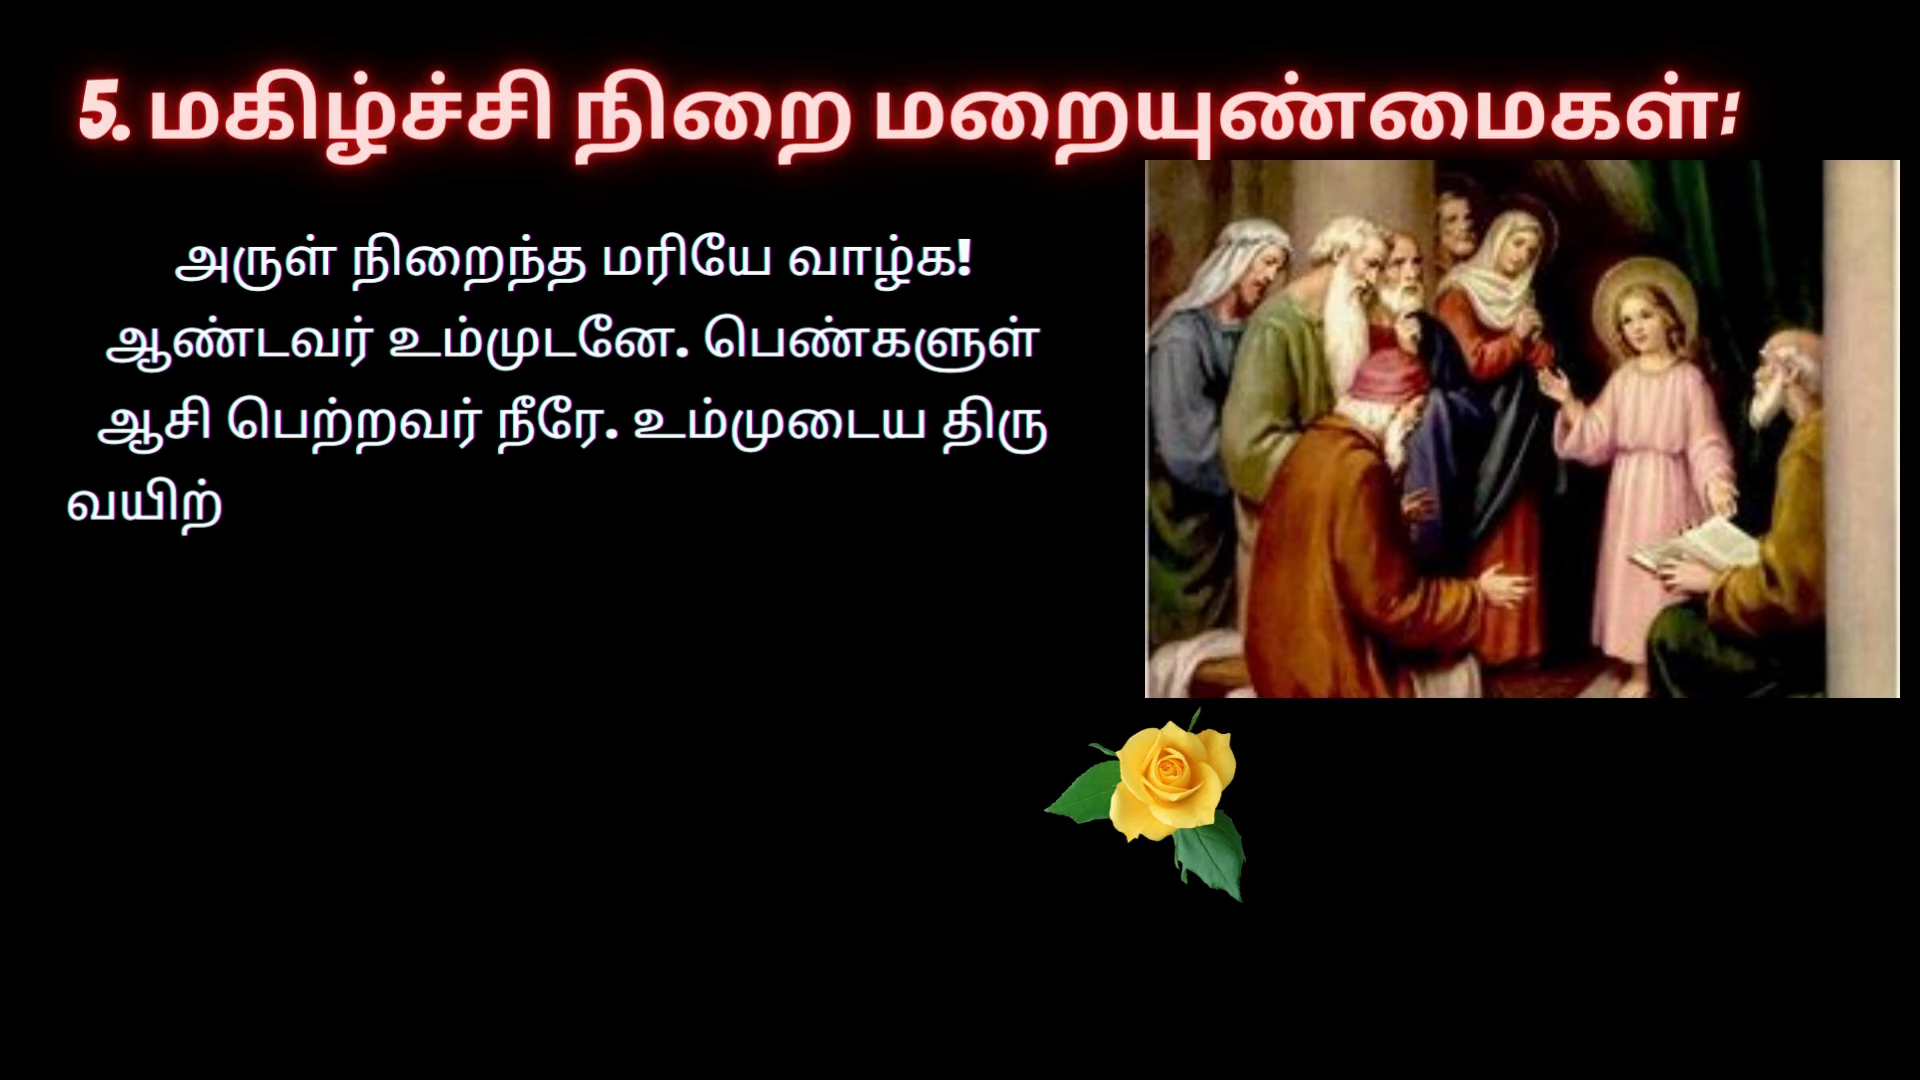 5. மகிழ்ச்சி நிறை மறையுண்மைகள்:
அருள் நிறைந்த மரியே வாழ்க!
ஆண்டவர் உம்முடனே. பெண்களுள்
ஆசி பெற்றவர் நீரே. உம்முடைய திரு
வயிற்